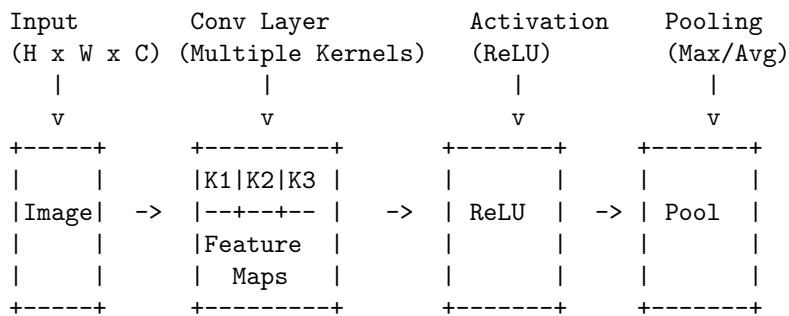 Input          Conv Layer            Activation    Pooling
(H x W x C) (Multiple Kernels)   (ReLU)        (Max/Avg)
   |               |                  |             |
   v               v                  v             v
+-----+       +---------+       +-------+     +-------+
|     |       |K1|K2|K3 |       |       |     |       |
|Image|  ->   |--+--+-- |   ->  | ReLU  |  -> | Pool  |
|     |       |Feature  |       |       |     |       |
|     |       |  Maps   |       |       |     |       |
+-----+       +---------+       +-------+     +-------+